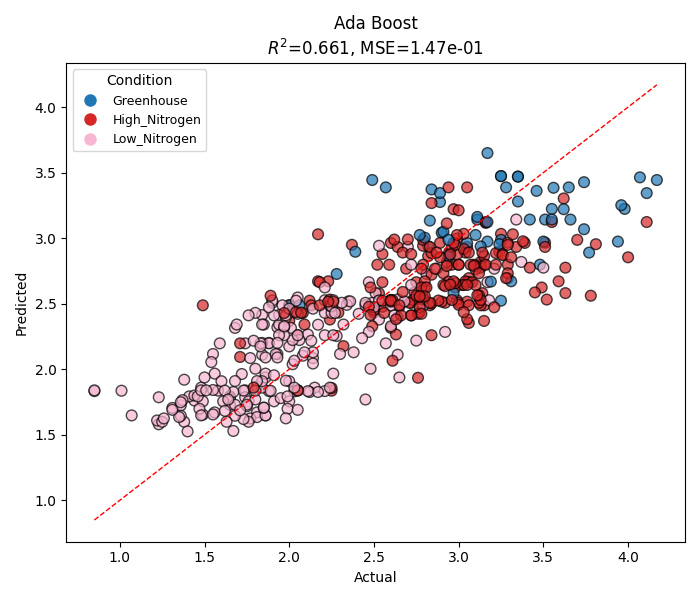 Ada Boost
R²=0.661, MSE=1.47e-01
Condition
Greenhouse
High_Nitrogen
Low_Nitrogen
4.0
3.5
3.0
2.5
2.0
1.5
1.0
Predicted
1.0 1.5 2.0 2.5 3.0 3.5 4.0
Actual